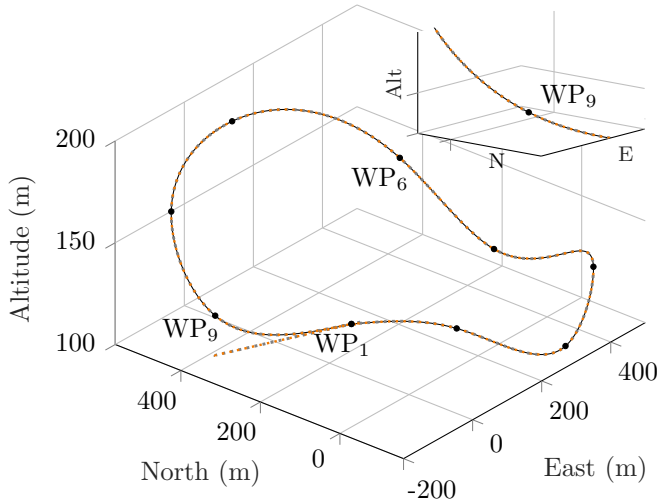 200
150
100
Altitude (m)
400
200
0
North (m)
-200
0
200
400
East (m)
WP₆
WP₉
WP₁
Alt
N
E
WP₉